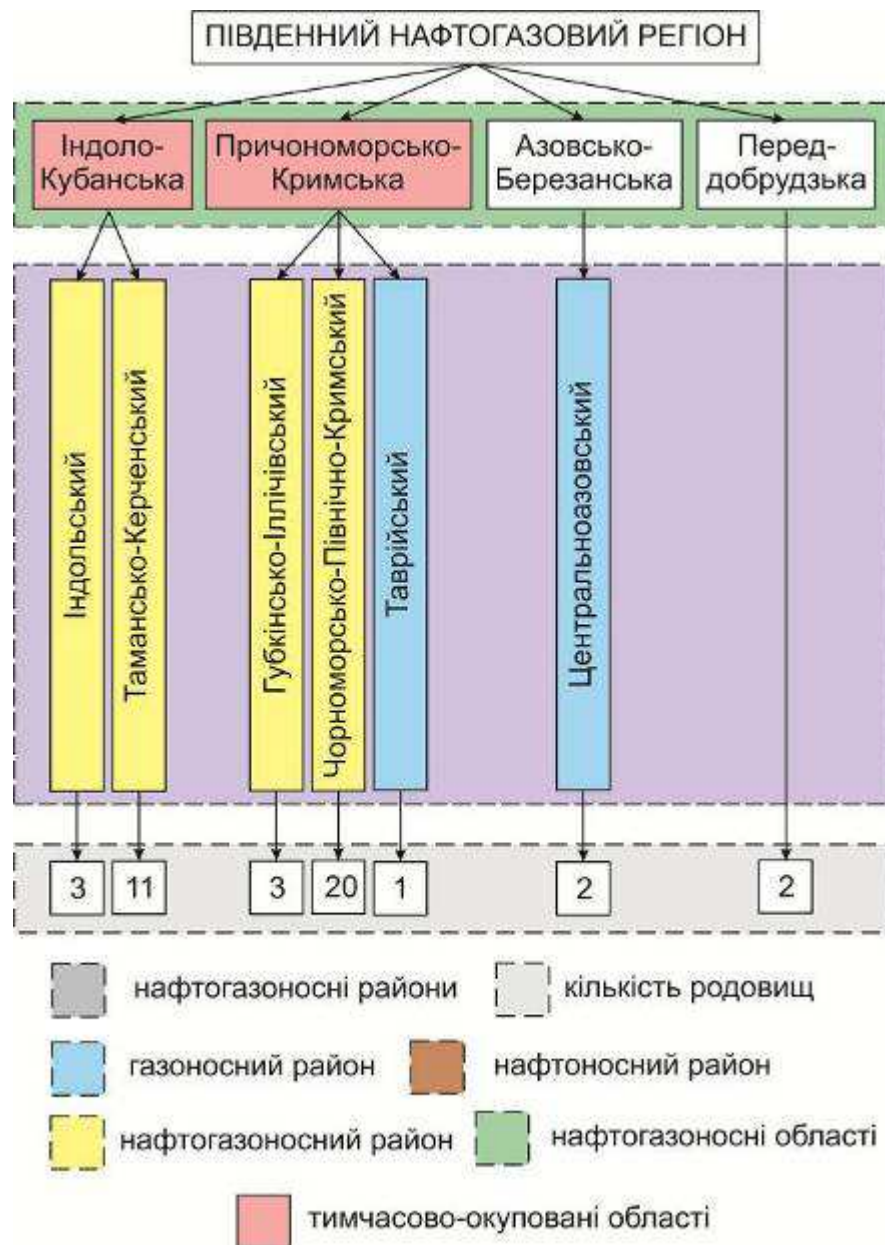 ПІВДЕННИЙ НАФТОГАЗОВИЙ РЕГІОН
Індоло-
Кубанська
Причономорсько-
Кримська
Азовсько-
Березанська
Перед-
добрудзька
Індольський
Тамансько-Керченський
Губкінсько-Іллічівський
Чорноморсько-Північно-Кримський
Таврійський
Центральноазовський
3
11
3
20
1
2
2
нафтогазоносні райони
кількість родовищ
газоносний район
нафтоносний район
нафтогазоносний район
нафтогазоносні області
тимчасово-окуповані області